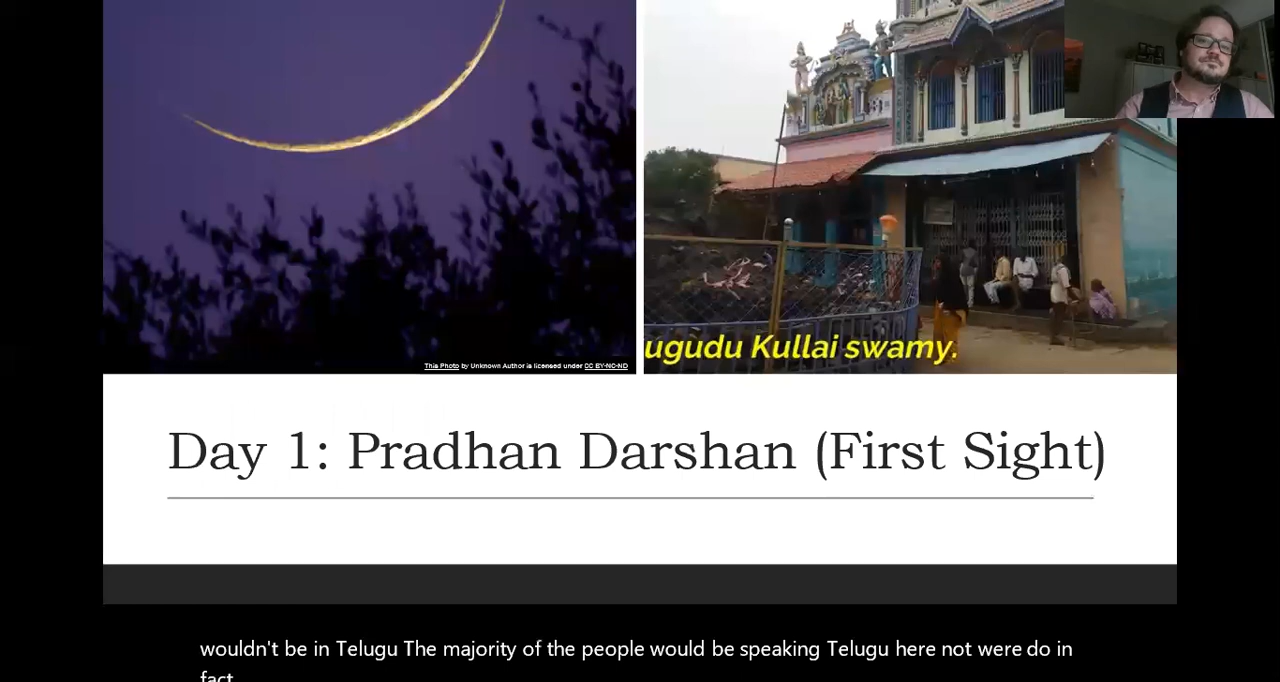 This Photo by Unknown Author is licensed under CC BY-NC-ND
ugudu Kullai swamy.
Day 1: Pradhan Darshan (First Sight)
wouldn't be in Telugu The majority of the people would be speaking Telugu here not were do in
fact